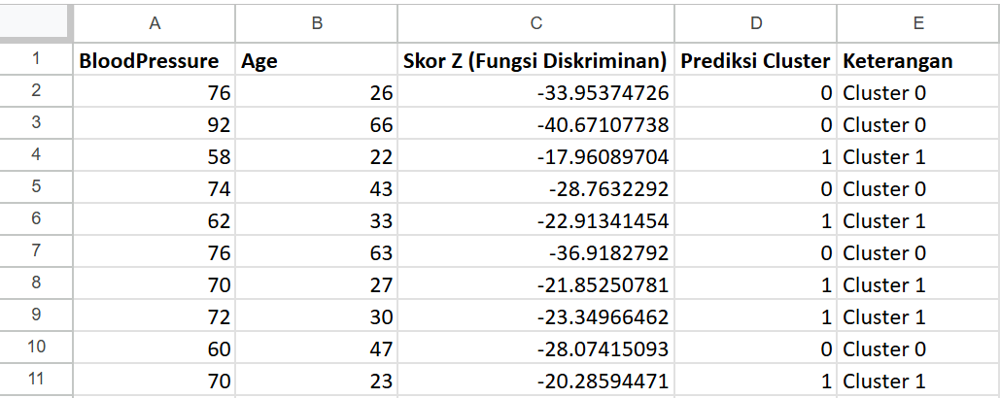 A B C D E
1 BloodPressure Age Skor Z (Fungsi Diskriminan) Prediksi Cluster Keterangan
2 76 26 -33.95374726 0 Cluster 0
3 92 66 -40.67107738 0 Cluster 0
4 58 22 -17.96089704 1 Cluster 1
5 74 43 -28.7632292 0 Cluster 0
6 62 33 -22.91341454 1 Cluster 1
7 76 63 -36.9182792 0 Cluster 0
8 70 27 -21.85250781 1 Cluster 1
9 72 30 -23.34966462 1 Cluster 1
10 60 47 -28.07415093 0 Cluster 0
11 70 23 -20.28594471 1 Cluster 1